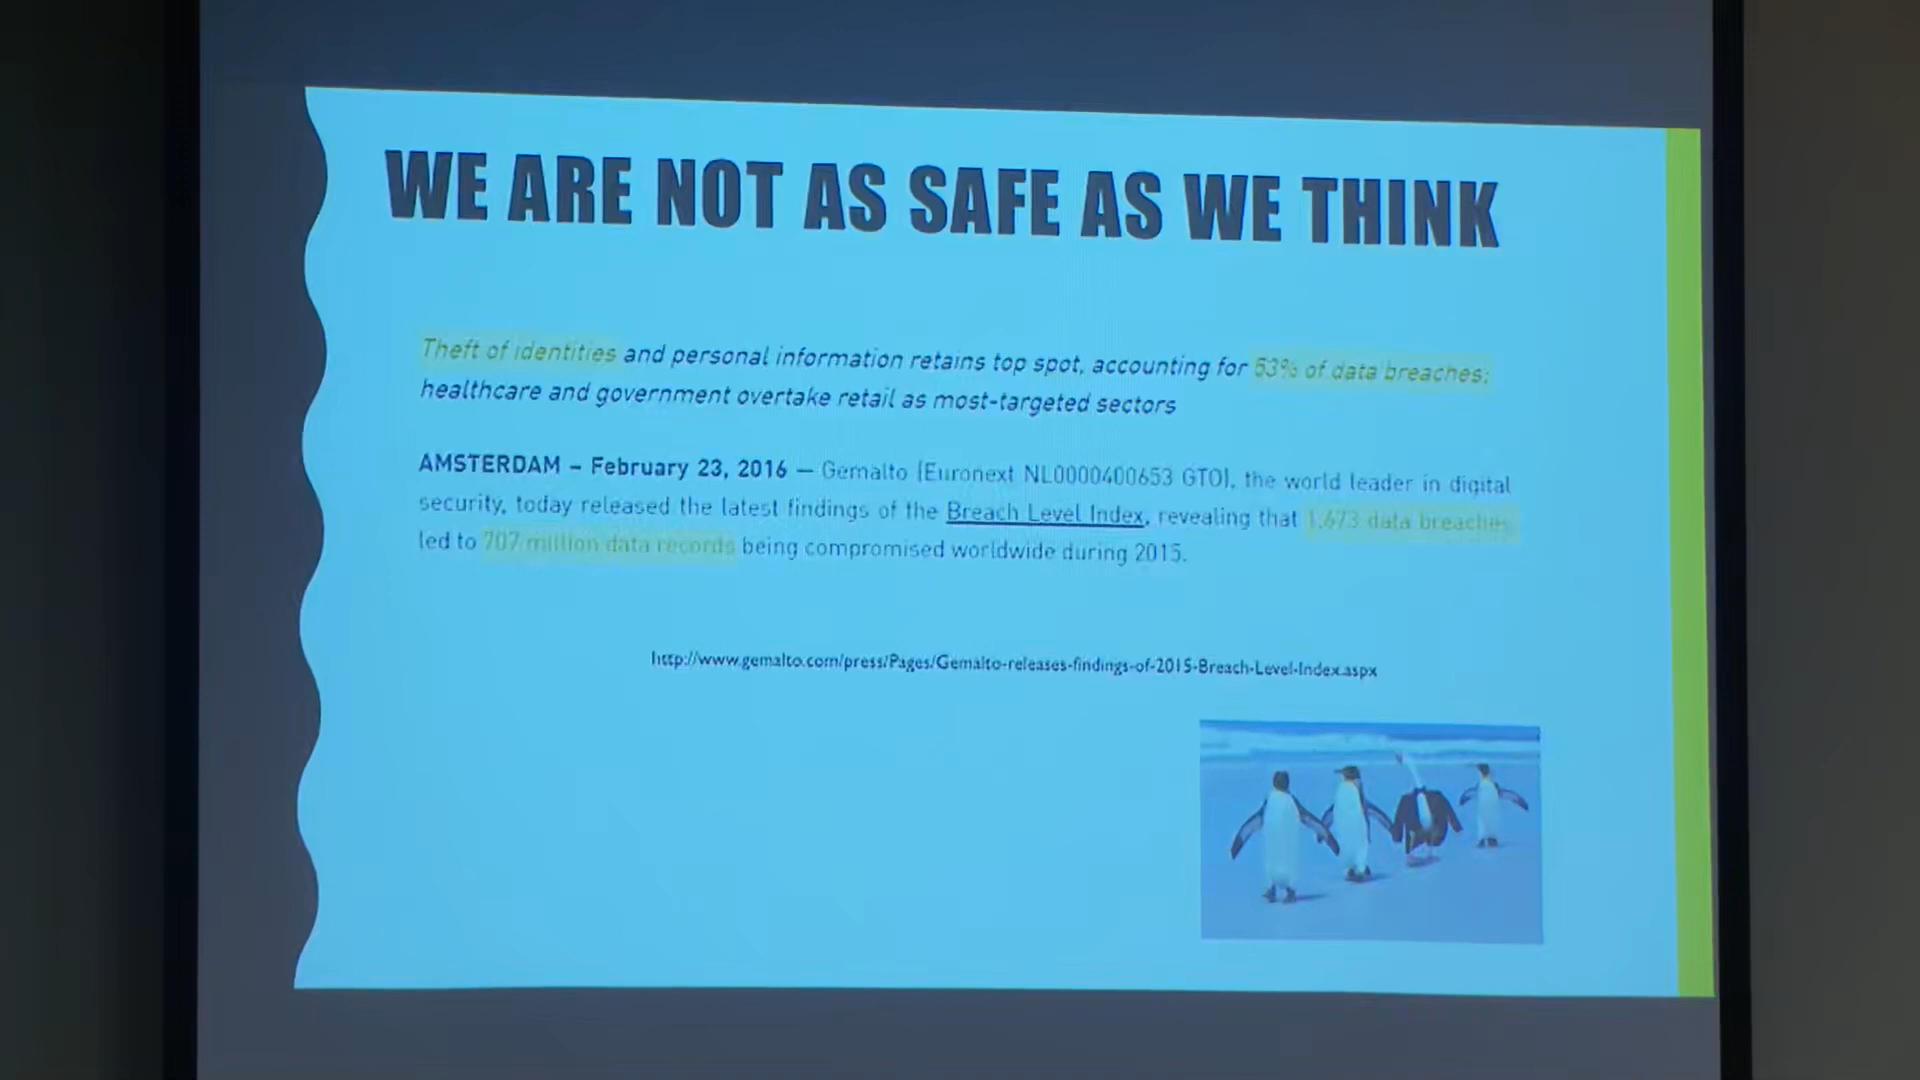 WE ARE NOT AS SAFE AS WE THINK
Theft of identities and personal information retains top spot, accounting for 53% of data breaches;
healthcare and government overtake retail as most-targeted sectors
AMSTERDAM – February 23, 2016 — Gemalto (Euronext NL0000400653 GTO), the world leader in digital
security, today released the latest findings of the Breach Level Index, revealing that 1,673 data breaches
led to 707 million data records being compromised worldwide during 2015.
http://www.gemalto.com/press/Pages/Gemalto-releases-findings-of-2015-Breach-Level-Index.aspx